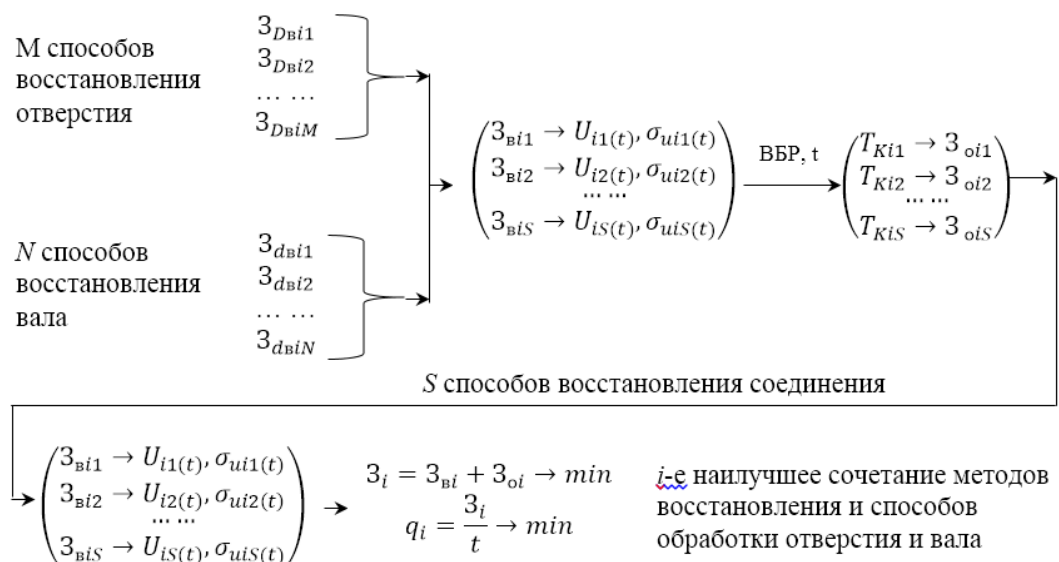 М способов
восстановления
отверстия
З_{Dвi1}
З_{Dвi2}
... ...
З_{DвiM}
N способов
восстановления
вала
З_{dвi1}
З_{dвi2}
... ...
З_{dвiN}
З_{вi1} → U_{i1(t)}, σ_{ui1(t)}
З_{вi2} → U_{i2(t)}, σ_{ui2(t)}
... ...
З_{вiS} → U_{iS(t)}, σ_{uiS(t)}
ВБР, t
T_{Ki1} → З_{оi1}
T_{Ki2} → З_{оi2}
... ...
T_{KiS} → З_{оiS}
S способов восстановления соединения
З_{вi1} → U_{i1(t)}, σ_{ui1(t)}
З_{вi2} → U_{i2(t)}, σ_{ui2(t)}
... ...
З_{вiS} → U_{iS(t)}, σ_{uiS(t)}
З_i = З_{вi} + З_{оi} → min
q_i = З_i / t → min
i-е наилучшее сочетание методов
восстановления и способов
обработки отверстия и вала